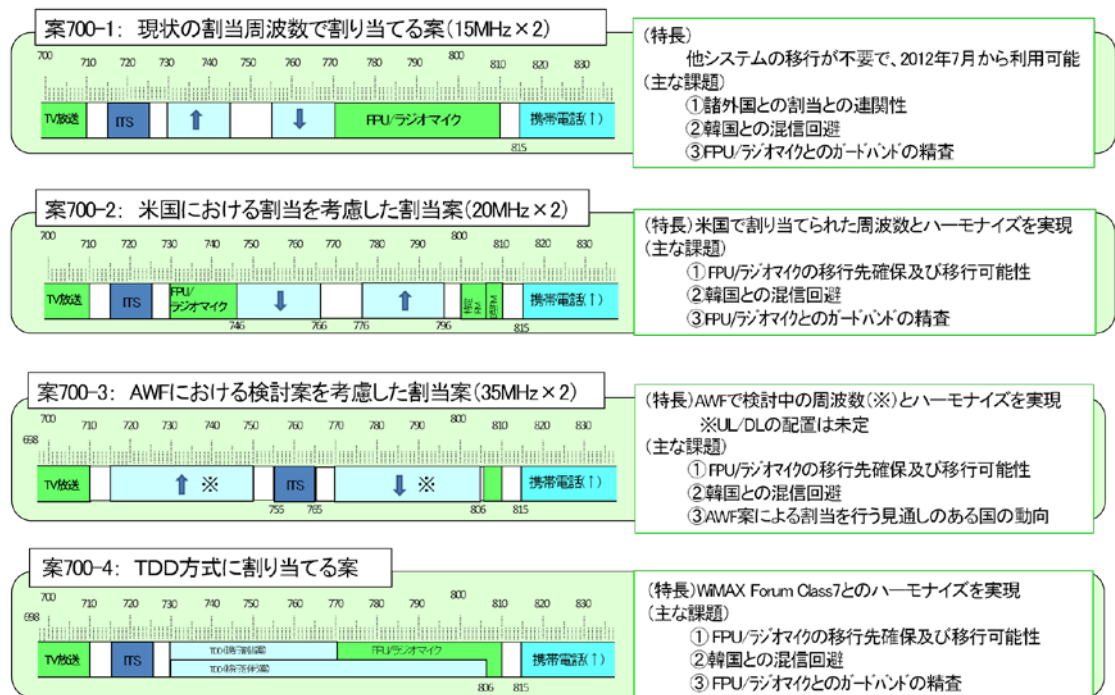 案700-1: 現状の割当周波数で割り当てる案(15MHz×2)
700 710 720 730 740 750 760 770 780 790 800 810 820 830
TV放送 ITS ↑ ↓ FPU/ラジオマイク 携帯電話(↑)
815
(特長)
他システムの移行が不要で、2012年7月から利用可能
(主な課題)
①諸外国との割当との連関性
②韓国との混信回避
③FPU/ラジオマイクとのガードバンドの精査
案700-2: 米国における割当を考慮した割当案(20MHz×2)
700 710 720 730 740 750 760 770 780 790 800 810 820 830
TV放送 ITS FPU/
ラジオマイク ↓ ↑ 携帯電話(↑)
746 766 776 796 815
(特長)米国で割り当てられた周波数とハーモナイズを実現
(主な課題)
①FPU/ラジオマイクの移行先確保及び移行可能性
②韓国との混信回避
③FPU/ラジオマイクとのガードバンドの精査
案700-3: AWFにおける検討案を考慮した割当案(35MHz×2)
700 710 720 730 740 750 760 770 780 790 800 810 820 830
698
TV放送 ↑ ※ ITS ↓ ※ 携帯電話(↑)
755 765 806 815
(特長)AWFで検討中の周波数(※)とハーモナイズを実現
※UL/DLの配置は未定
(主な課題)
①FPU/ラジオマイクの移行先確保及び移行可能性
②韓国との混信回避
③AWF案による割当を行う見通しのある国の動向
案700-4: TDD方式に割り当てる案
700 710 720 730 740 750 760 770 780 790 800 810 820 830
698
TV放送 ITS FPU/ラジオマイク 携帯電話(↑)
806 815
(特長)WiMAX Forum Class7とのハーモナイズを実現
(主な課題)
①FPU/ラジオマイクの移行先確保及び移行可能性
②韓国との混信回避
③FPU/ラジオマイクとのガードバンドの精査